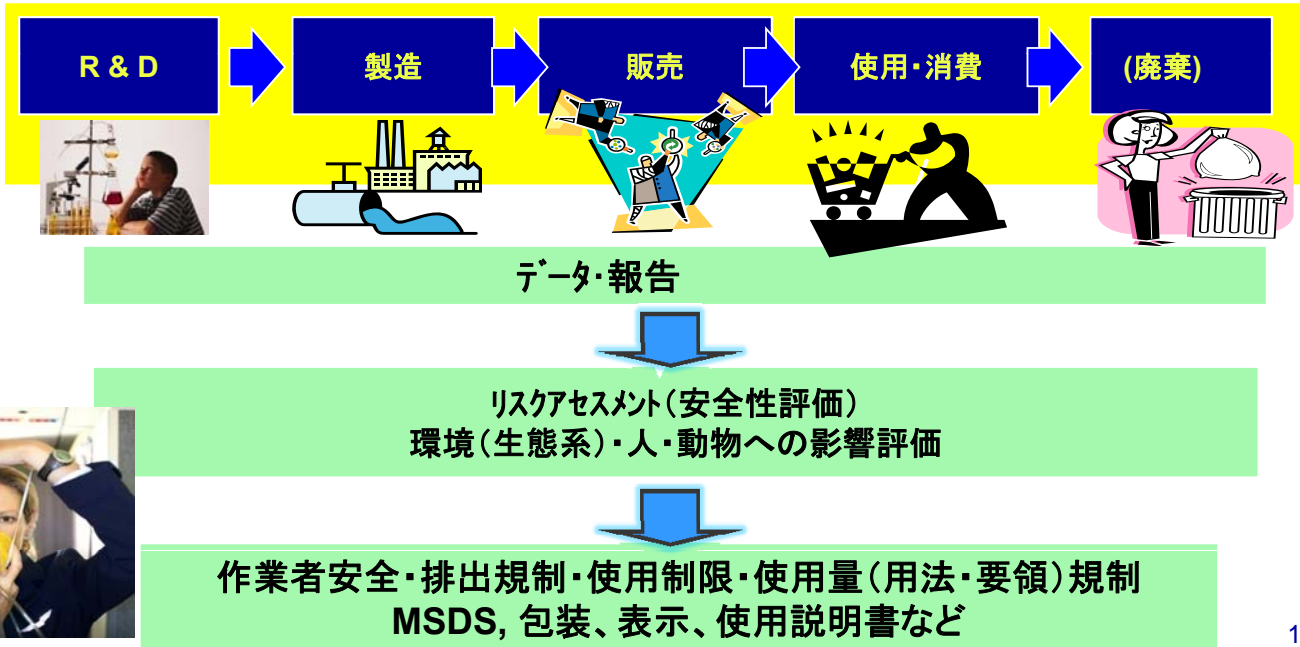 R & D
製造
販売
使用・消費
(廃棄)
データ・報告
リスクアセスメント(安全性評価)
環境(生態系)・人・動物への影響評価
作業者安全・排出規制・使用制限・使用量(用法・要領)規制
MSDS, 包装、表示、使用説明書など
1